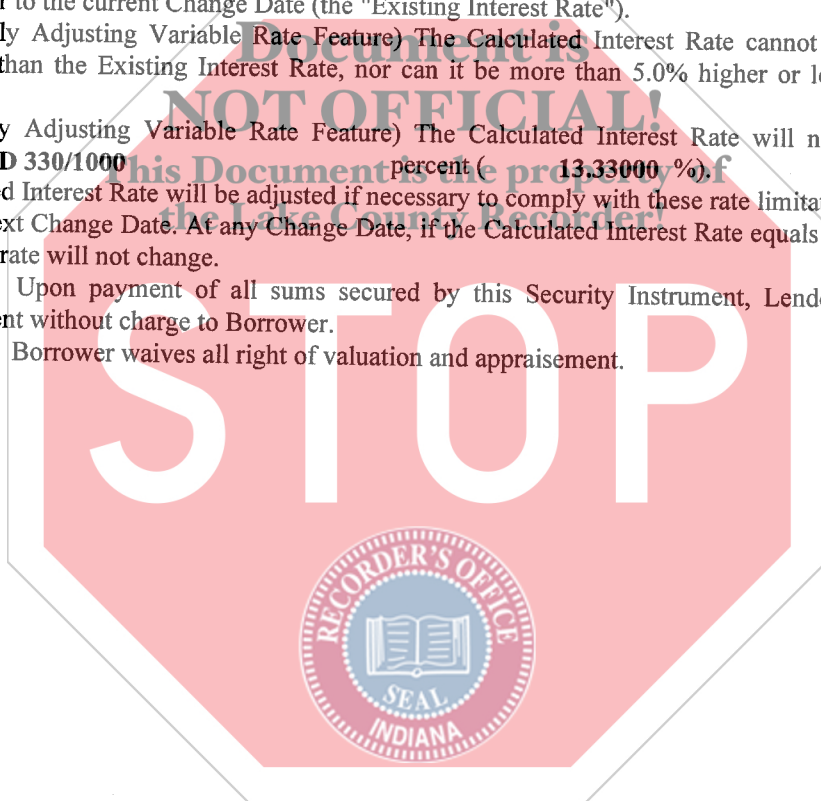 to the current Change Date (the "Existing Interest Rate").
ly Adjusting Variable Rate Feature) The Calculated Interest Rate cannot
than the Existing Interest Rate, nor can it be more than 5.0% higher or l
y Adjusting Variable Rate Feature) The Calculated Interest Rate will n
D 330/1000 percent ( 13.33000 %).
d Interest Rate will be adjusted if necessary to comply with these rate limita
ext Change Date. At any Change Date, if the Calculated Interest Rate equals
rate will not change.
Upon payment of all sums secured by this Security Instrument, Lend
nt without charge to Borrower.
Borrower waives all right of valuation and appraisement.
Document is
NOT OFFICIAL!
This Document is the property of
the Lake County Recorder!
STOP
RECORDER'S OFFICE
SEAL
INDIANA